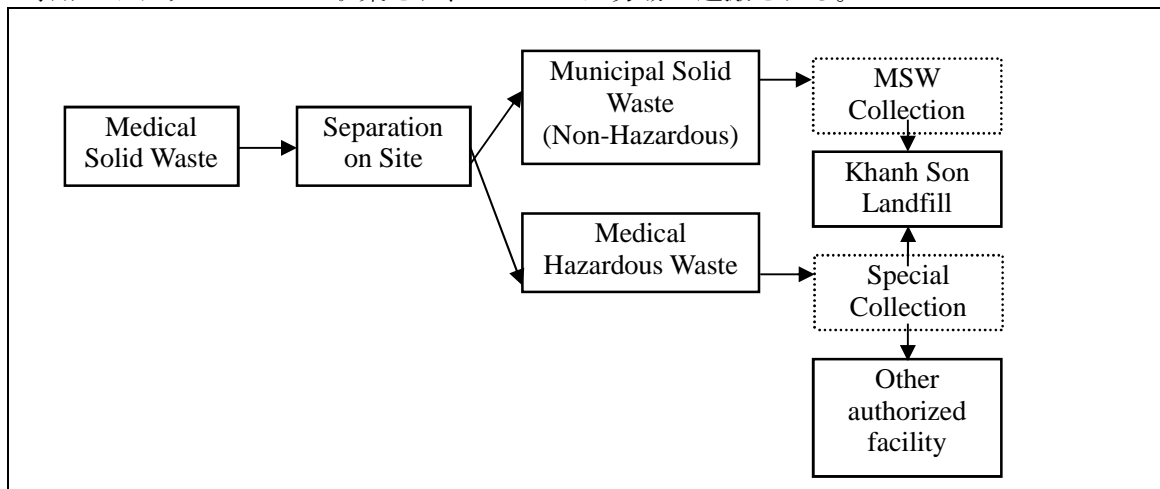 Medical
Solid Waste
Separation
on Site
Municipal Solid
Waste
(Non-Hazardous)
MSW
Collection
Khanh Son
Landfill
Medical
Hazardous Waste
Special
Collection
Other
authorized
facility